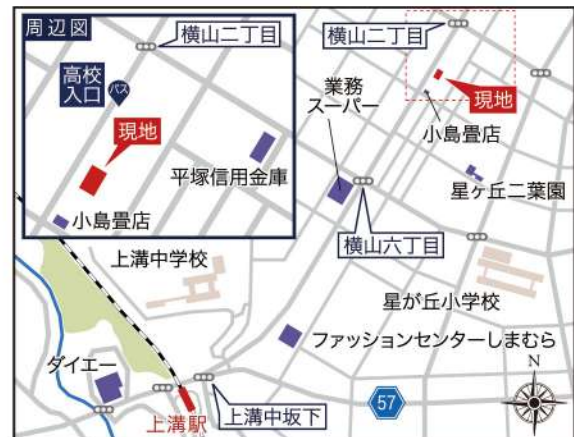 周辺図
横山二丁目
高校
入口
バス
現地
平塚信用金庫
小島畳店
横山二丁目
現地
小島畳店
業務
スーパー
星ヶ丘二葉園
横山六丁目
上溝中学校
星が丘小学校
ファッションセンターしまむら
ダイエー
上溝駅
上溝中坂下
57
N